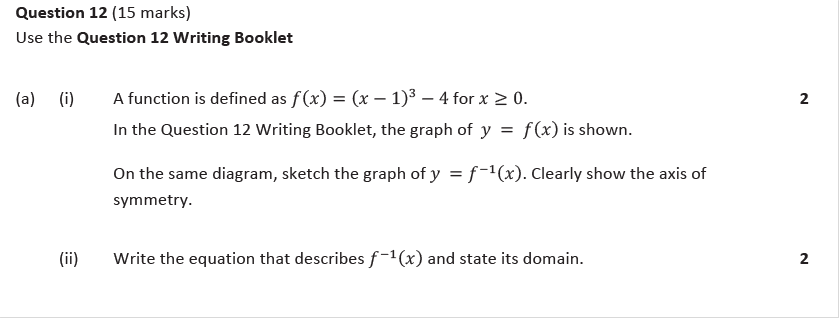 Question 12 (15 marks)
Use the Question 12 Writing Booklet
(a) (i) A function is defined as f(x) = (x − 1)³ − 4 for x ≥ 0. 2
In the Question 12 Writing Booklet, the graph of y = f(x) is shown.
On the same diagram, sketch the graph of y = f⁻¹(x). Clearly show the axis of
symmetry.
(ii) Write the equation that describes f⁻¹(x) and state its domain. 2